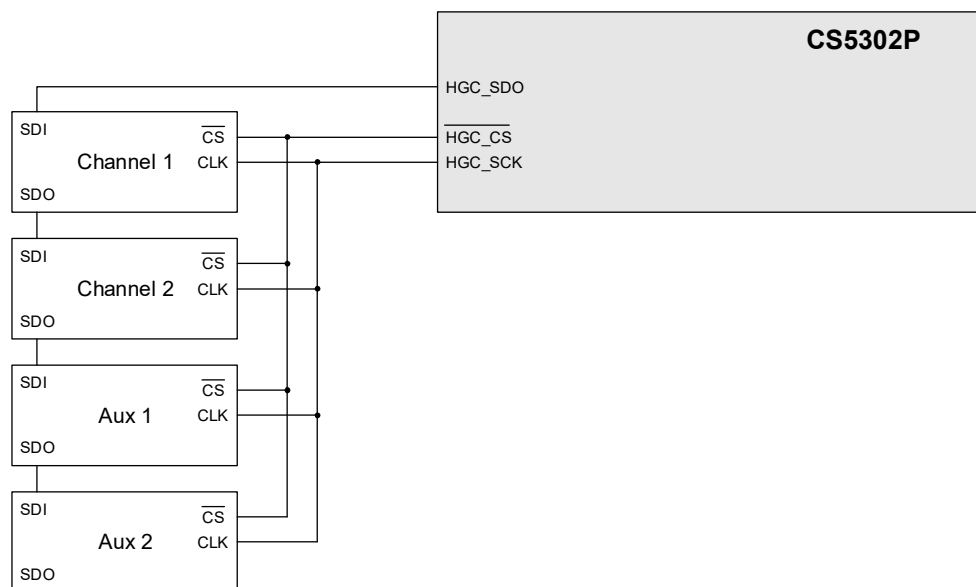 CS5302P
HGC_SDO
SDI
CS
HGC_CS
Channel 1
CLK
HGC_SCK
SDO
SDI
CS
Channel 2
CLK
SDO
SDI
CS
Aux 1
CLK
SDO
SDI
CS
Aux 2
CLK
SDO